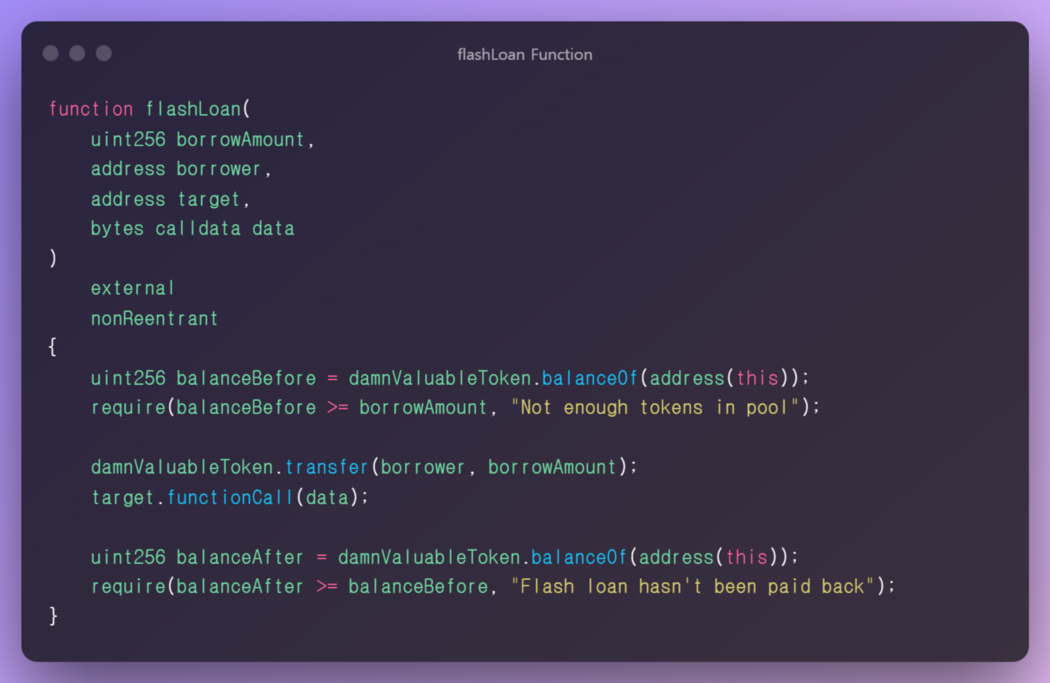 flashLoan Function
function flashLoan(
    uint256 borrowAmount,
    address borrower,
    address target,
    bytes calldata data
)
    external
    nonReentrant
{
    uint256 balanceBefore = damnValuableToken.balanceOf(address(this));
    require(balanceBefore >= borrowAmount, "Not enough tokens in pool");
    damnValuableToken.transfer(borrower, borrowAmount);
    target.functionCall(data);
    uint256 balanceAfter = damnValuableToken.balanceOf(address(this));
    require(balanceAfter >= balanceBefore, "Flash loan hasn't been paid back");
}